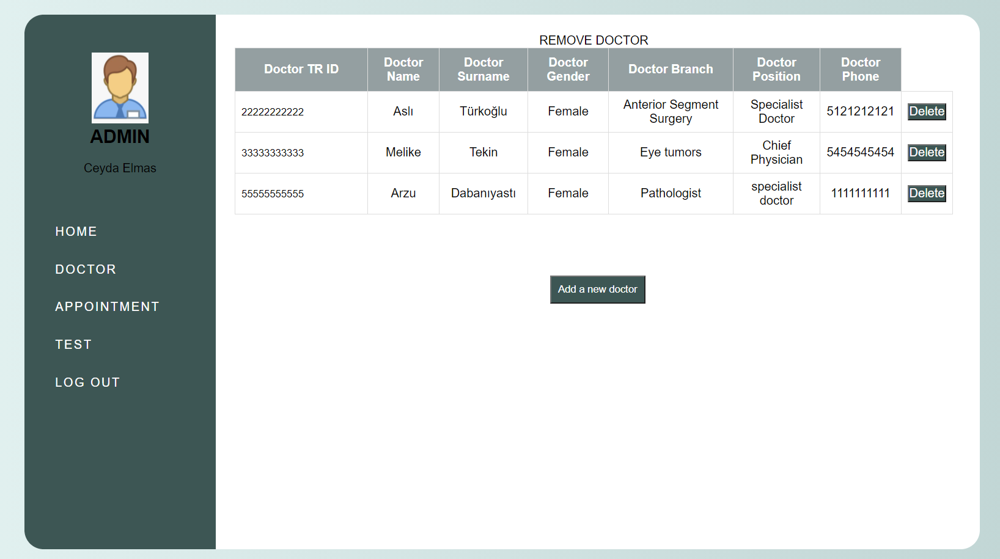 ADMIN
Ceyda Elmas
HOME
DOCTOR
APPOINTMENT
TEST
LOG OUT
REMOVE DOCTOR
Doctor TR ID
Doctor
Name
Doctor
Surname
Doctor
Gender
Doctor Branch
Doctor
Position
Doctor
Phone
22222222222
Aslı
Türkoğlu
Female
Anterior Segment
Surgery
Specialist
Doctor
5121212121
Delete
33333333333
Melike
Tekin
Female
Eye tumors
Chief
Physician
5454545454
Delete
55555555555
Arzu
Dabanıyastı
Female
Pathologist
specialist
doctor
1111111111
Delete
Add a new doctor